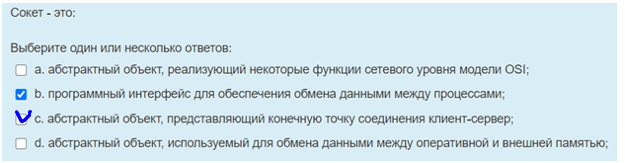 Сокет - это:
Выберите один или несколько ответов:
a. абстрактный объект, реализующий некоторые функции сетевого уровня модели OSI;
b. программный интерфейс для обеспечения обмена данными между процессами;
c. абстрактный объект, представляющий конечную точку соединения клиент-сервер;
d. абстрактный объект, используемый для обмена данными между оперативной и внешней памятью;